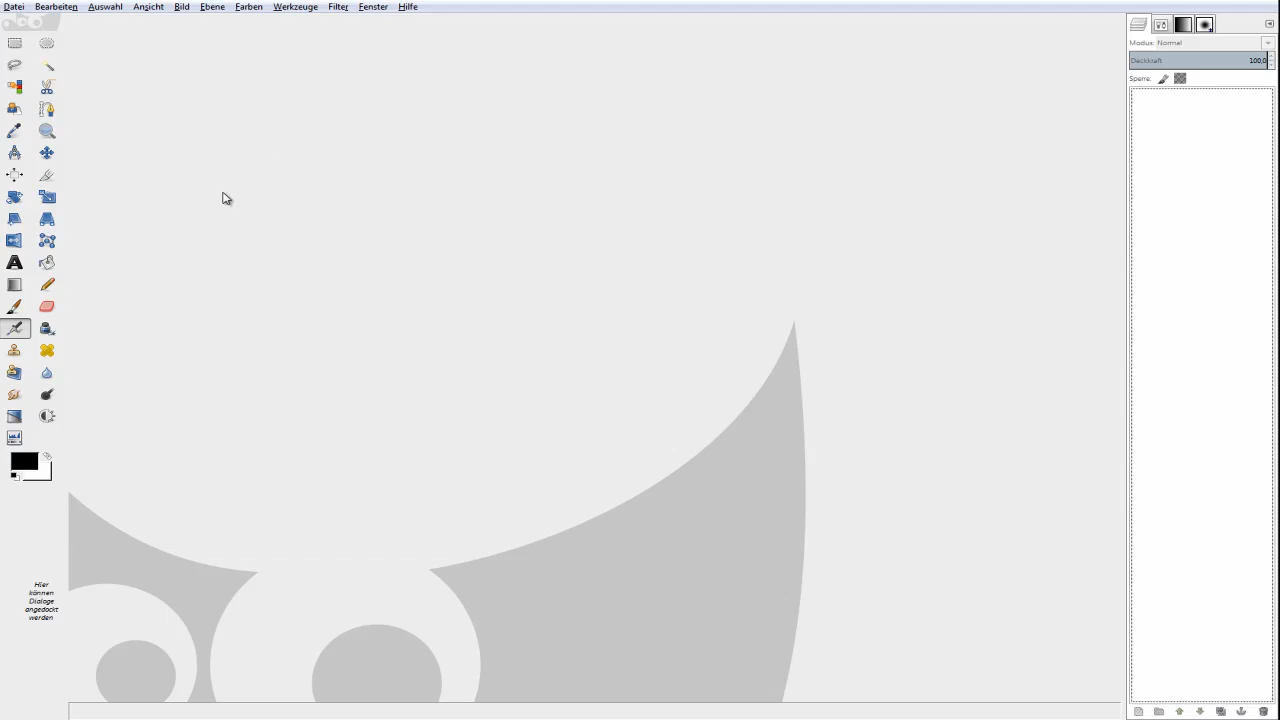 Datei Bearbeiten Auswahl Ansicht Bild Ebene Farben Werkzeuge Filter Fenster Hilfe
Modus: Normal
Deckkraft 100,0
Sperre:
Hier
können
Dialoge
angedockt
werden